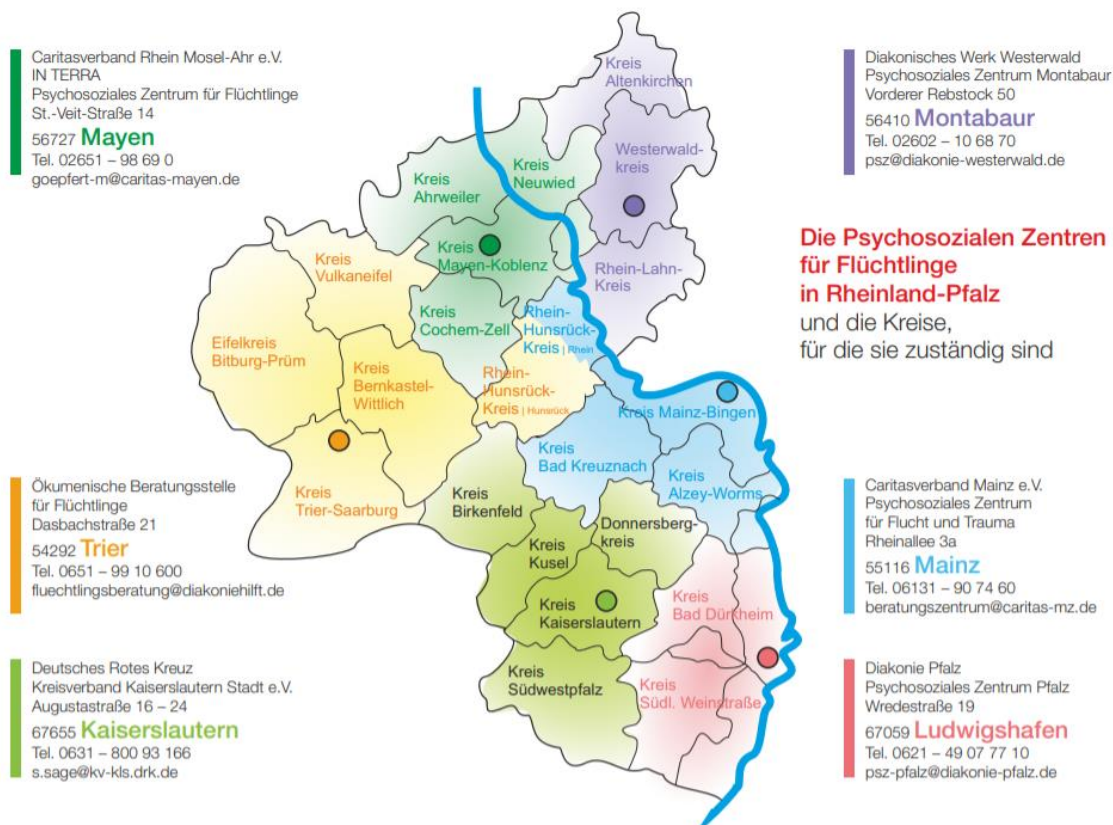 Caritasverband Rhein Mosel-Ahr e.V.
IN TERRA
Psychosoziales Zentrum für Flüchtlinge
St.-Veit-Straße 14
56727 Mayen
Tel. 02651 – 98 69 0
goepfert-m@caritas-mayen.de
Diakonisches Werk Westerwald
Psychosoziales Zentrum Montabaur
Vorderer Rebstock 50
56410 Montabaur
Tel. 02602 – 10 68 70
psz@diakonie-westerwald.de
Die Psychosozialen Zentren
für Flüchtlinge
in Rheinland-Pfalz
und die Kreise,
für die sie zuständig sind
Kreis
Altenkirchen
Westerwald-
kreis
Kreis
Neuwied
Kreis
Ahrweiler
Kreis
Mayen-Koblenz
Rhein-Lahn-
Kreis
Kreis
Vulkaneifel
Kreis
Cochem-Zell
Rhein-
Hunsrück-
Kreis | Rhein
Eifelkreis
Bitburg-Prüm
Kreis
Bernkastel-
Wittlich
Rhein-
Hunsrück-
Kreis | Hunsrück
Kreis Mainz-Bingen
Kreis
Bad Kreuznach
Kreis
Alzey-Worms
Kreis
Trier-Saarburg
Kreis
Birkenfeld
Donnersberg-
kreis
Kreis
Kusel
Kreis
Kaiserslautern
Kreis
Bad Dürkheim
Kreis
Südwestpfalz
Kreis
Südl. Weinstraße
Ökumenische Beratungsstelle
für Flüchtlinge
Dasbachstraße 21
54292 Trier
Tel. 0651 – 99 10 600
fluechtlingsberatung@diakoniehilft.de
Caritasverband Mainz e.V.
Psychosoziales Zentrum
für Flucht und Trauma
Rheinallee 3a
55116 Mainz
Tel. 06131 – 90 74 60
beratungszentrum@caritas-mz.de
Deutsches Rotes Kreuz
Kreisverband Kaiserslautern Stadt e.V.
Augustastraße 16 – 24
67655 Kaiserslautern
Tel. 0631 – 800 93 166
s.sage@kv-kls.drk.de
Diakonie Pfalz
Psychosoziales Zentrum Pfalz
Wredestraße 19
67059 Ludwigshafen
Tel. 0621 – 49 07 77 10
psz-pfalz@diakonie-pfalz.de